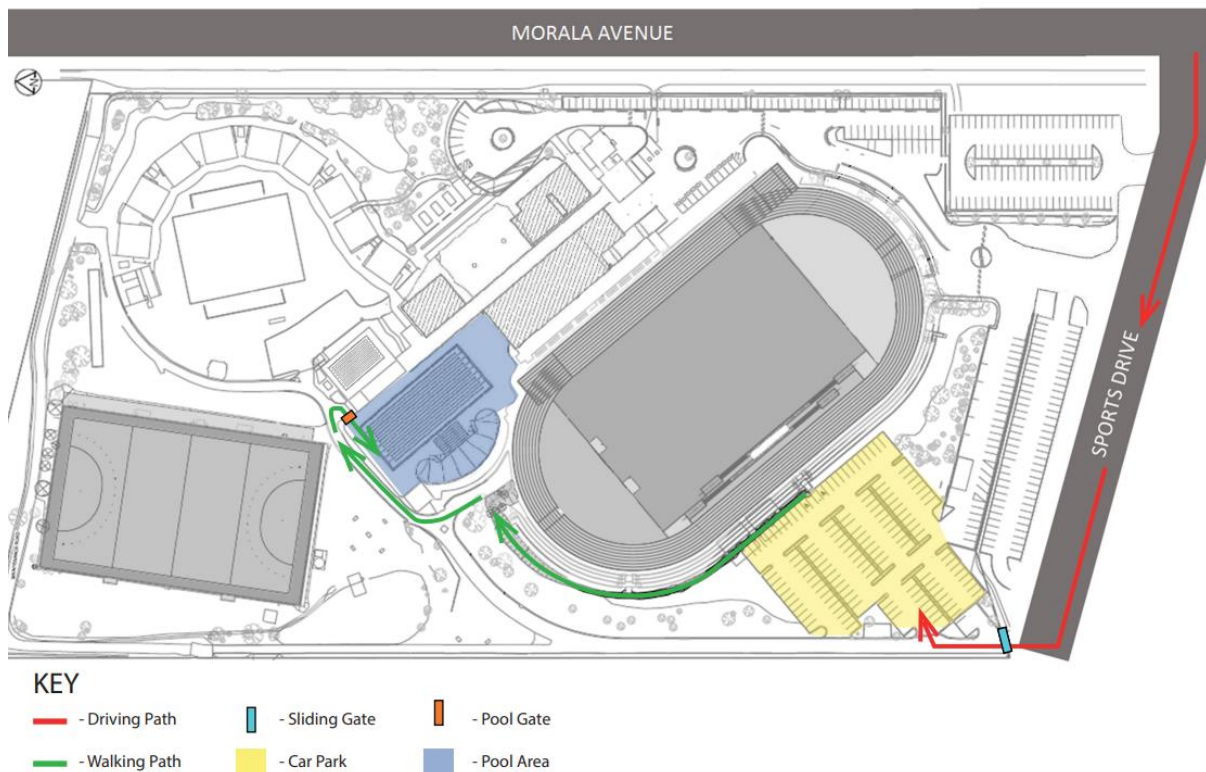 MORALA AVENUE
N
SPORTS DRIVE
KEY
- Driving Path
- Sliding Gate
- Pool Gate
- Walking Path
- Car Park
- Pool Area